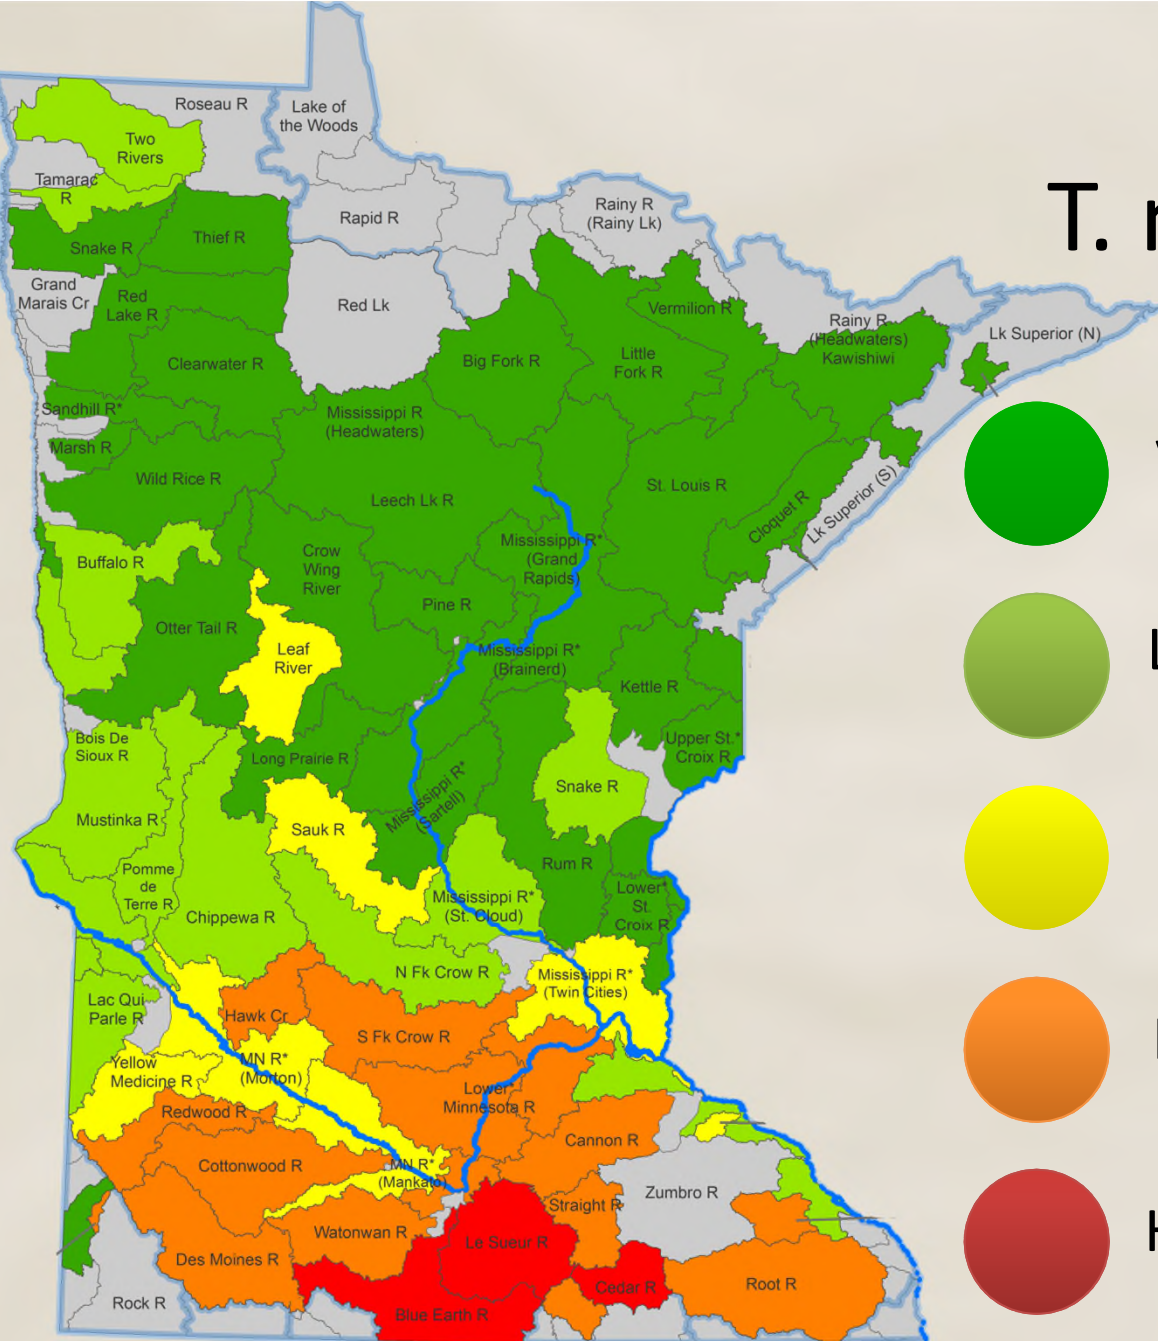 Roseau R
Lake of
the Woods
Two
Rivers
Tamarac
R
Rapid R
Rainy R
(Rainy Lk)
T. r
Snake R
Thief R
Grand
Marais Cr
Red
Lake R
Red Lk
Vermilion R
Rainy R
(Headwaters)
Kawishiwi
Lk Superior (N)
Clearwater R
Big Fork R
Little
Fork R
Sandhill R*
Mississippi R
(Headwaters)
Marsh R
Wild Rice R
Leech Lk R
St. Louis R
Cloquet R
Lk Superior (S)
Buffalo R
Crow
Wing
River
Mississippi R*
(Grand
Rapids)
Pine R
Otter Tail R
Leaf
River
Mississippi R*
(Brainerd)
Kettle R
L
Bois De
Sioux R
Long Prairie R
Upper St.*
Croix R
Mississippi R*
(Sartell)
Snake R
Mustinka R
Sauk R
Pomme
de
Terre R
Rum R
Chippewa R
Mississippi R*
(St. Cloud)
Lower*
St.
Croix R
N Fk Crow R
Mississippi R*
(Twin Cities)
Lac Qui
Parle R
Hawk Cr
S Fk Crow R
Yellow
Medicine R
MN R*
(Morton)
Lower*
Minnesota R
Redwood R
Cannon R
Cottonwood R
MN R*
(Mankato)
Zumbro R
Straight R
Watonwan R
Le Sueur R
H
Des Moines R
Cedar R
Root R
Rock R
Blue Earth R